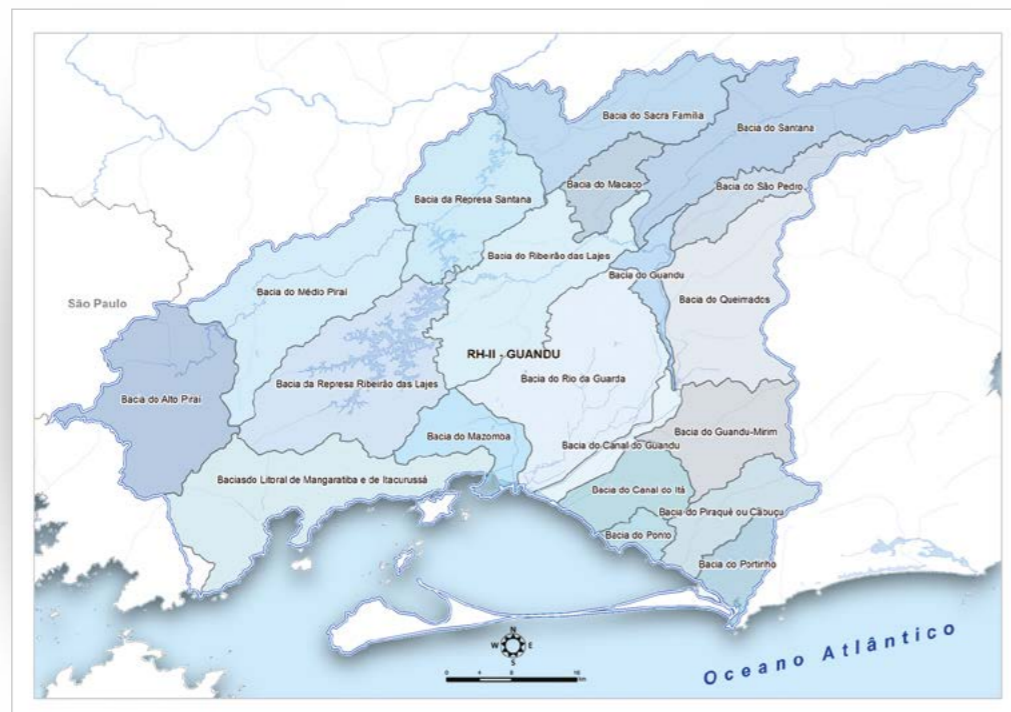 Bacia do Sacra Família
Bacia do Santana
Bacia do Macaco
Bacia do São Pedro
Bacia da Represa Santana
Bacia do Ribeirão das Lajes
Bacia do Guandu
Bacia do Médio Piraí
Bacia do Queimados
São Paulo
RH-II - GUANDU
Bacia da Represa Ribeirão das Lajes
Bacia do Rio da Guarda
Bacia do Alto Piraí
Bacia do Mazomba
Bacia do Guandu-Mirim
Bacia do Canal do Guandu
Baciasdo Litoral de Mangaratiba e de Itacurussá
Bacia do Canal do Itá
Bacia do Piraquê ou Cabuçu
Bacia do Ponto
Bacia do Portinho
N
W E
S
Oceano Atlântico
0 4 8